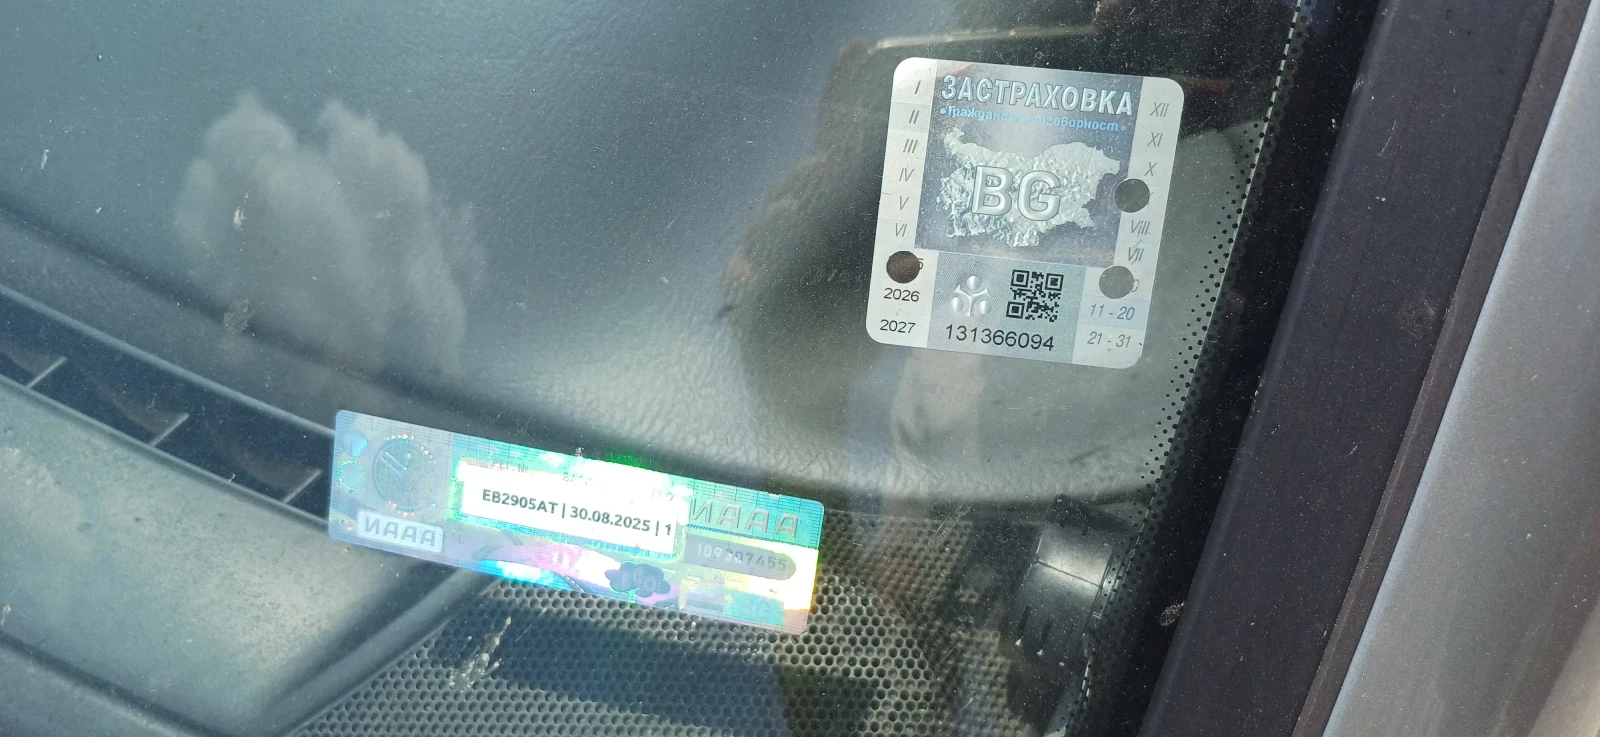 ЗАСТРАХОВКА
I
II
III
IV
V
VI
XII
XI
X
VIII
VII
BG
2026
2027
11 - 20
21 - 31
131366094
EB2905AT | 30.08.2025 | 1
ИААА
ИААА
BG